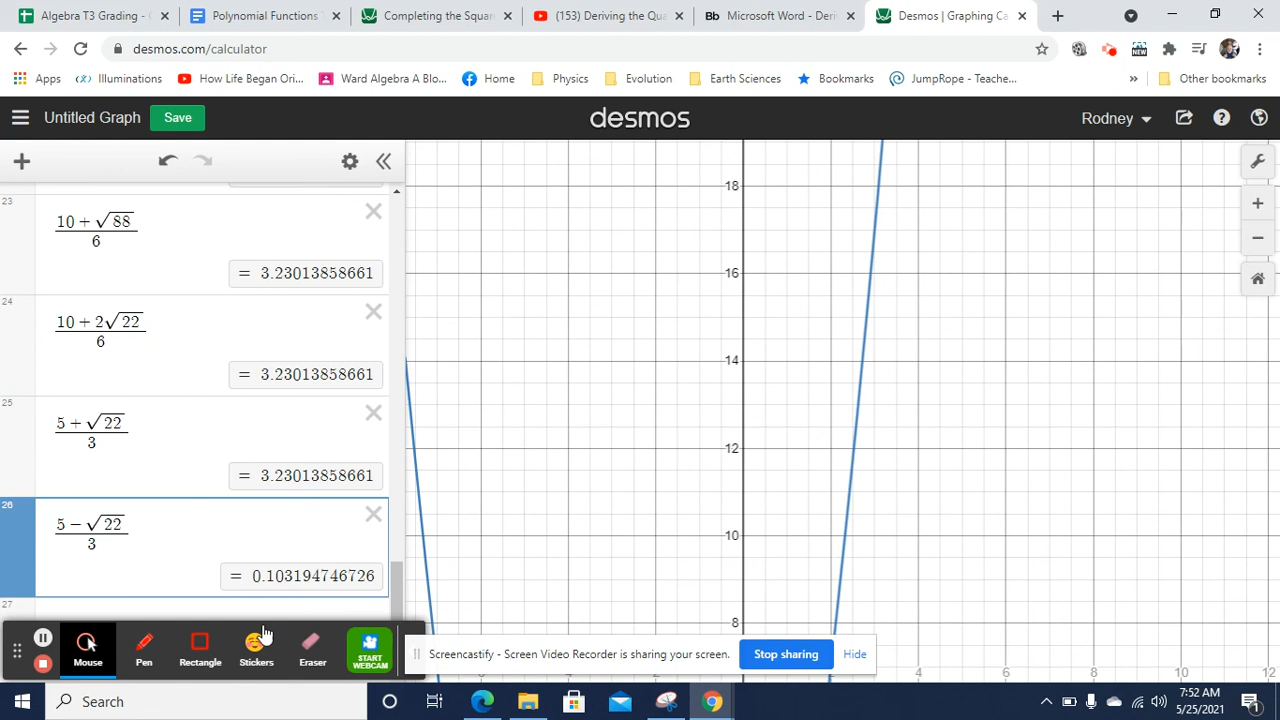 Algebra T3 Grading - G
Polynomial Functions T
Completing the Squar
(153) Deriving the Qua
Bb Microsoft Word - Deri
Desmos | Graphing Ca
desmos.com/calculator
NEW
Apps
Illuminations
How Life Began Ori...
Ward Algebra A Blo...
Home
Physics
Evolution
Earth Sciences
Bookmarks
JumpRope - Teache...
»
Other bookmarks
Untitled Graph
Save
desmos
Rodney
23
10 + √88
6
= 3.23013858661
24
10 + 2√22
6
= 3.23013858661
25
5 + √22
3
= 3.23013858661
26
5 − √22
3
= 0.103194746726
27
18
16
14
12
10
8
2
4
6
8
10
12
Mouse
Pen
Rectangle
Stickers
Eraser
START
WEBCAM
Screencastify - Screen Video Recorder is sharing your screen.
Stop sharing
Hide
Search
7:52 AM
5/25/2021